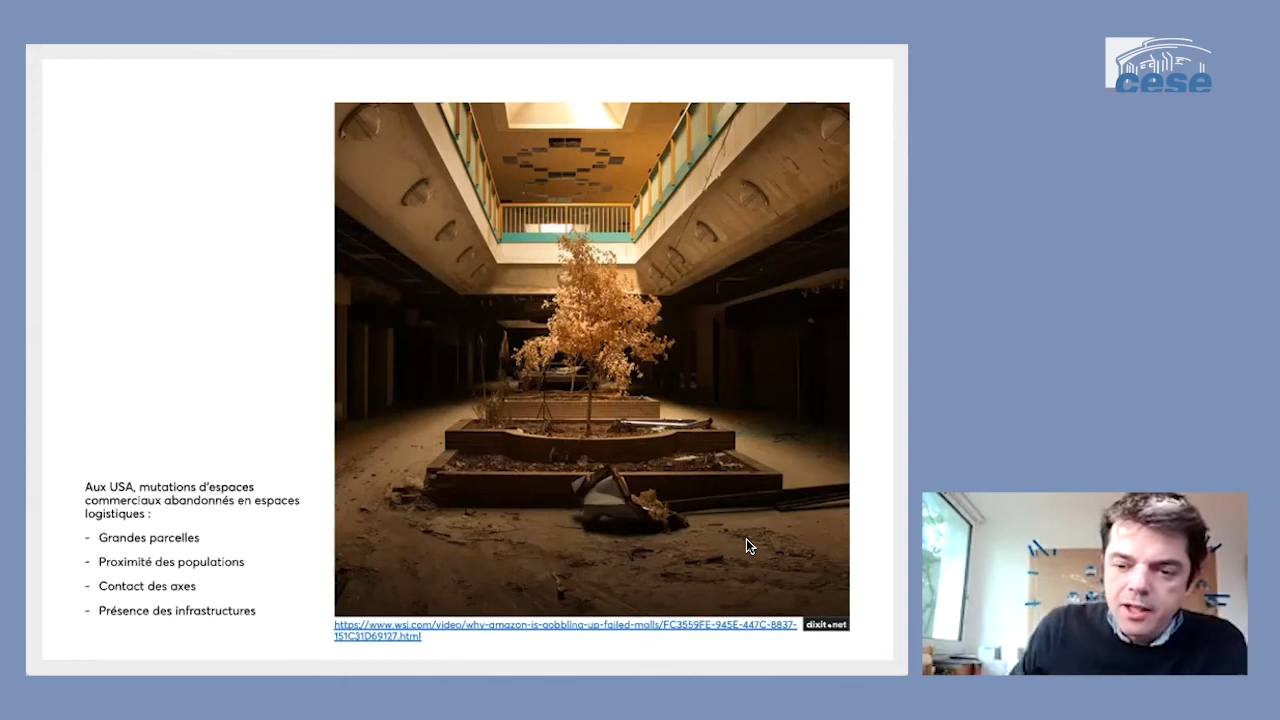 cese
Aux USA, mutations d'espaces
commerciaux abandonnés en espaces
logistiques :
- Grandes parcelles
- Proximité des populations
- Contact des axes
- Présence des infrastructures
https://www.wsj.com/video/why-amazon-is-gobbling-up-failed-malls/FC3559FE-945E-447C-8837-
151C31D69127.html
dixit.net